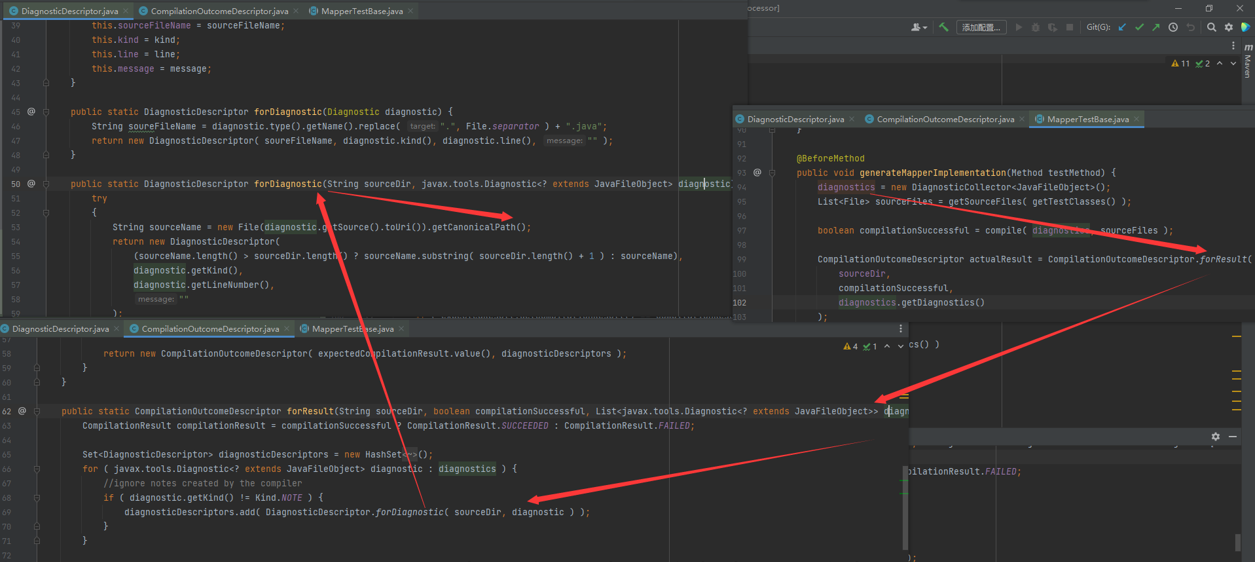 DiagnosticDescriptor.java
CompilationOutcomeDescriptor.java
MapperTestBase.java
ocessor]
添加配置...
Git(G):
39 this.sourceFileName = sourceFileName;
40 this.kind = kind;
41 this.line = line;
42 this.message = message;
43 }
44
45 @ public static DiagnosticDescriptor forDiagnostic(Diagnostic diagnostic) {
46 String soureFileName = diagnostic.type().getName().replace( target: ".", File.separator ) + ".java";
47 return new DiagnosticDescriptor( soureFileName, diagnostic.kind(), diagnostic.line(), message: "" );
48 }
49
50 @ public static DiagnosticDescriptor forDiagnostic(String sourceDir, javax.tools.Diagnostic<? extends JavaFileObject> diagnostic)
51 try
52 {
53 String sourceName = new File(diagnostic.getSource().toUri()).getCanonicalPath();
54 return new DiagnosticDescriptor(
55 (sourceName.length() > sourceDir.length() ? sourceName.substring( sourceDir.length() + 1 ) : sourceName),
56 diagnostic.getKind(),
57 diagnostic.getLineNumber(),
58 message: ""
59 );
11 2
Maven
DiagnosticDescriptor.java
CompilationOutcomeDescriptor.java
MapperTestBase.java
90 }
91
92 @BeforeMethod
93 @ public void generateMapperImplementation(Method testMethod) {
94 diagnostics = new DiagnosticCollector<JavaFileObject>();
95 List<File> sourceFiles = getSourceFiles( getTestClasses() );
96
97 boolean compilationSuccessful = compile( diagnostics, sourceFiles );
98
99 CompilationOutcomeDescriptor actualResult = CompilationOutcomeDescriptor.forResult(
100 sourceDir,
101 compilationSuccessful,
102 diagnostics.getDiagnostics()
103 );
DiagnosticDescriptor.java
CompilationOutcomeDescriptor.java
MapperTestBase.java
57
58 return new CompilationOutcomeDescriptor( expectedCompilationResult.value(), diagnosticDescriptors );
59 }
60 }
61
62 @ public static CompilationOutcomeDescriptor forResult(String sourceDir, boolean compilationSuccessful, List<javax.tools.Diagnostic<? extends JavaFileObject>> diagn
63 CompilationResult compilationResult = compilationSuccessful ? CompilationResult.SUCCEEDED : CompilationResult.FAILED;
64
65 Set<DiagnosticDescriptor> diagnosticDescriptors = new HashSet<~>();
66 for ( javax.tools.Diagnostic<? extends JavaFileObject> diagnostic : diagnostics ) {
67 //ignore notes created by the compiler
68 if ( diagnostic.getKind() != Kind.NOTE ) {
69 diagnosticDescriptors.add( DiagnosticDescriptor.forDiagnostic( sourceDir, diagnostic ) );
70 }
71 }
72
4 1
cs() )
pilationResult.FAILED;
);